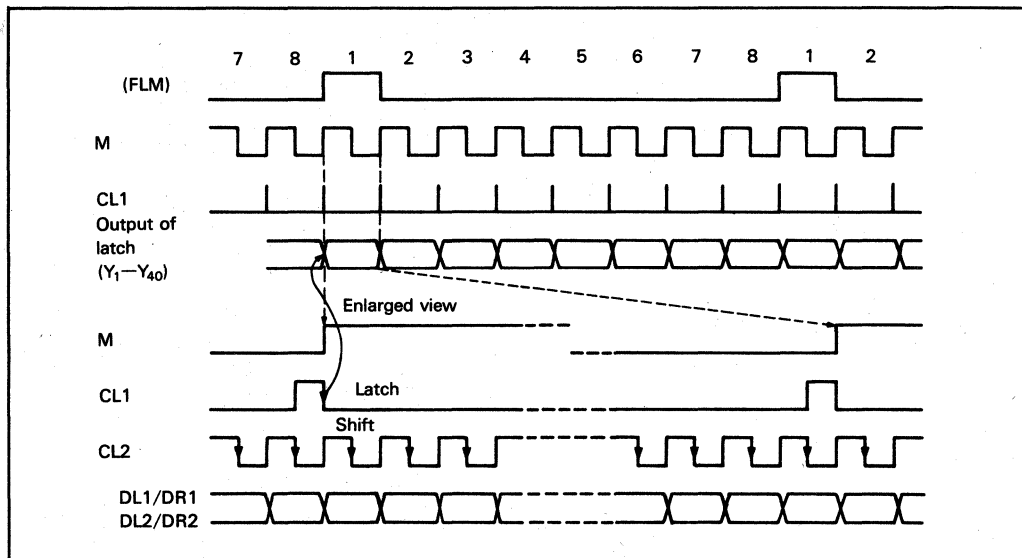 7 8 1 2 3 4 5 6 7 8 1 2
(FLM)
M
CL1
Output of
latch
(Y₁—Y₄₀)
Enlarged view
M
CL1
Latch
Shift
CL2
DL1/DR1
DL2/DR2